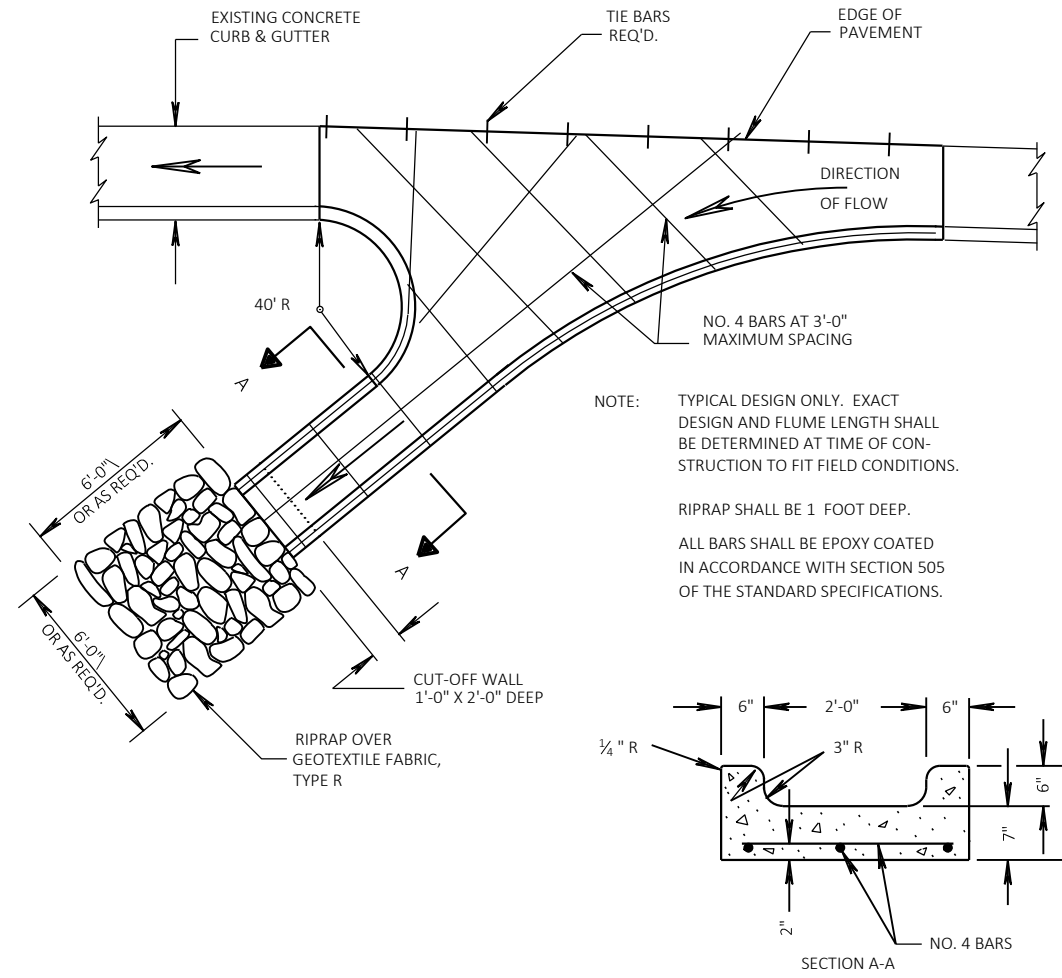 EXISTING CONCRETE
CURB & GUTTER
TIE BARS
REQ'D.
EDGE OF
PAVEMENT
DIRECTION
OF FLOW
40' R
NO. 4 BARS AT 3'-0"
MAXIMUM SPACING
A
A
6'-0"\
OR AS REQ'D.
6'-0"\
OR AS REQ'D.
NOTE: TYPICAL DESIGN ONLY. EXACT
DESIGN AND FLUME LENGTH SHALL
BE DETERMINED AT TIME OF CON-
STRUCTION TO FIT FIELD CONDITIONS.
RIPRAP SHALL BE 1 FOOT DEEP.
ALL BARS SHALL BE EPOXY COATED
IN ACCORDANCE WITH SECTION 505
OF THE STANDARD SPECIFICATIONS.
CUT-OFF WALL
1'-0" X 2'-0" DEEP
RIPRAP OVER
GEOTEXTILE FABRIC,
TYPE R
6" 2'-0" 6"
¼ " R
3" R
6"
7"
2"
NO. 4 BARS
SECTION A-A